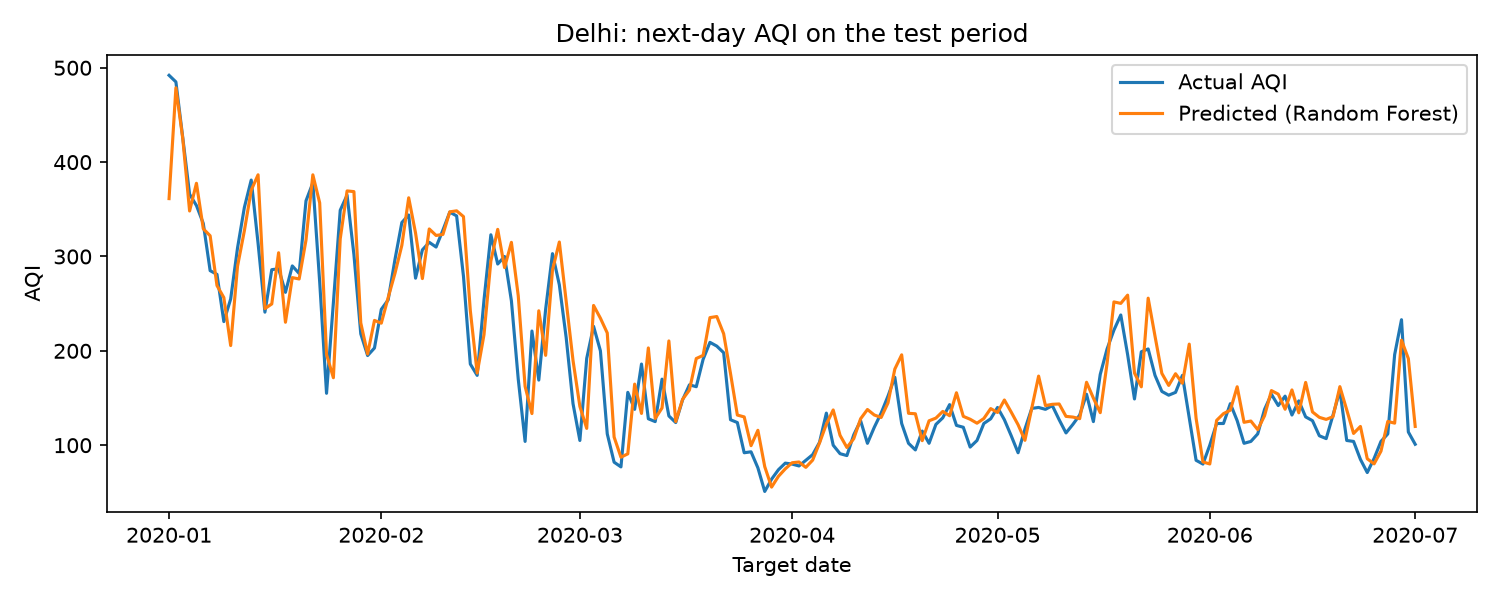 Delhi: next-day AQI on the test period
Actual AQI
Predicted (Random Forest)
500
400
300
200
100
AQI
2020-01 2020-02 2020-03 2020-04 2020-05 2020-06 2020-07
Target date